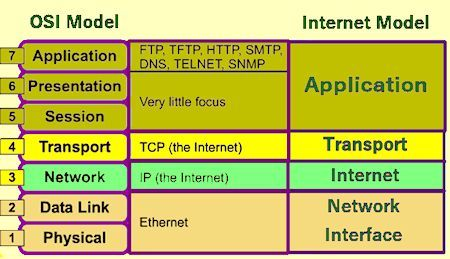 OSI Model Internet Model
7 Application FTP, TFTP, HTTP, SMTP,
DNS, TELNET, SNMP
6 Presentation Very little focus Application
5 Session
4 Transport TCP (the Internet) Transport
3 Network IP (the Internet) Internet
2 Data Link Ethernet Network
1 Physical Interface